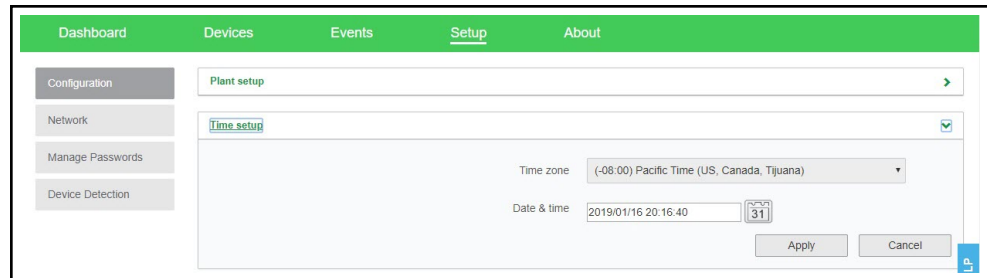 Dashboard Devices Events Setup About
Configuration
Network
Manage Passwords
Device Detection
Plant setup
Time setup
Time zone (-08:00) Pacific Time (US, Canada, Tijuana)
Date & time 2019/01/16 20:16:40 31
Apply Cancel
LP